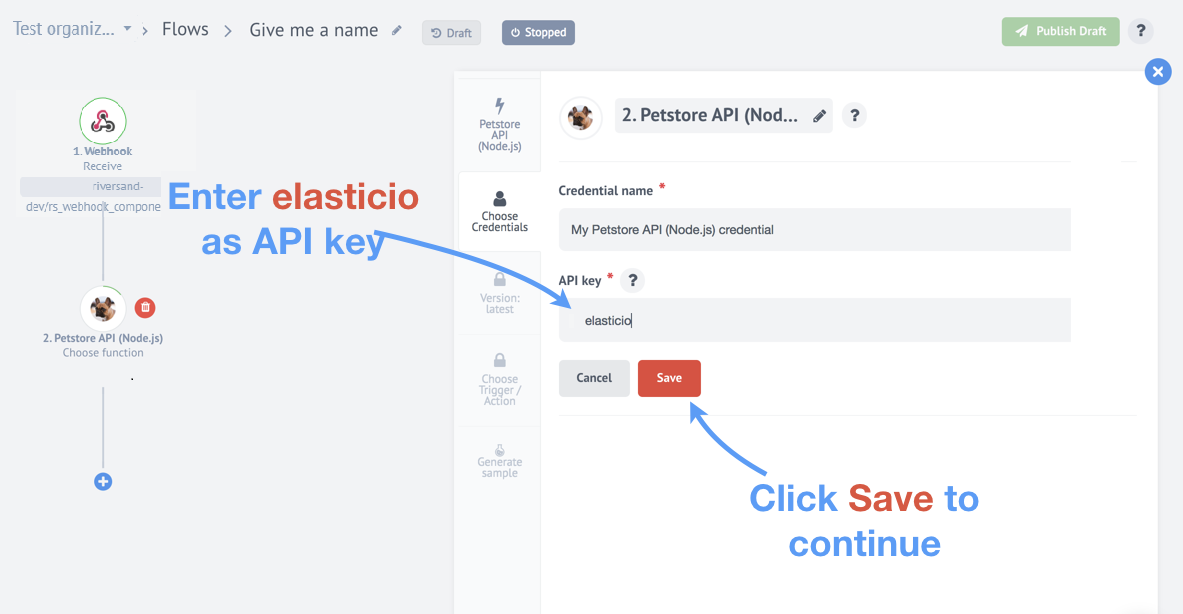 Test organiz... > Flows > Give me a name Draft Stopped Publish Draft ?
1. Webhook
Receive
riversand-
dev/rs_webhook_compone
2. Petstore API (Node.js)
Choose function
.
Petstore
API
(Node.js)
Choose
Credentials
Version:
latest
Choose
Trigger /
Action
Generate
sample
2. Petstore API (Nod... ?
Credential name *
My Petstore API (Node.js) credential
API key * ?
elasticio
Cancel Save
Enter elasticio
as API key
Click Save to
continue